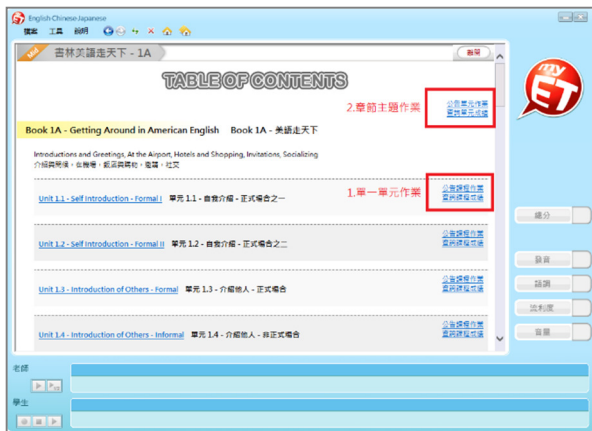 English Chinese Japanese
檔案 工具 說明
書林美語走天下 - 1A
離開
TABLE OF CONTENTS
2.章節主題作業
公告單元作業
查詢單元成績
Book 1A - Getting Around in American English Book 1A - 美語走天下
Introductions and Greetings, At the Airport, Hotels and Shopping, Invitations, Socializing
介紹與問候，在機場，飯店與購物，邀請，社交
1.單一單元作業
Unit 1.1 - Self Introduction - Formal I 單元 1.1 - 自我介紹 - 正式場合之一
公告課程作業
查詢課程成績
Unit 1.2 - Self Introduction - Formal II 單元 1.2 - 自我介紹 - 正式場合之二
公告課程作業
查詢課程成績
Unit 1.3 - Introduction of Others - Formal 單元 1.3 - 介紹他人 - 正式場合
公告課程作業
查詢課程成績
Unit 1.4 - Introduction of Others - Informal 單元 1.4 - 介紹他人 - 非正式場合
公告課程作業
查詢課程成績
my
ET
總分
發音
語調
流利度
音量
老師
學生